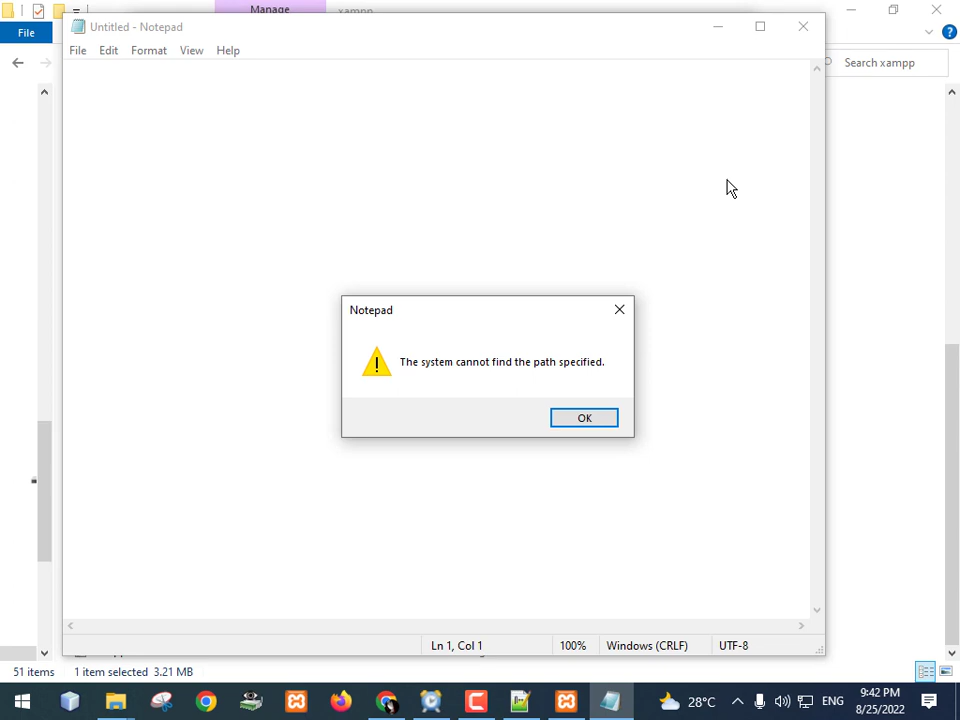 Manage
xampp
Untitled - Notepad
File
File Edit Format View Help
Search xampp
Notepad
The system cannot find the path specified.
OK
Ln 1, Col 1
100%
Windows (CRLF)
UTF-8
51 items
1 item selected 3.21 MB
28°C
ENG
9:42 PM
8/25/2022